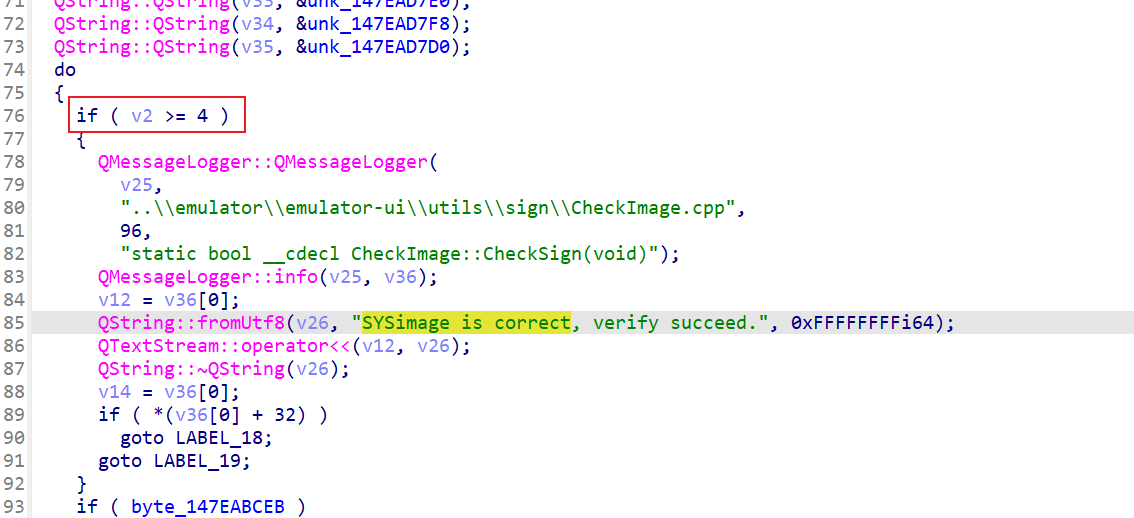 71 QString::QString(v33, &unk_147EAD7E0);
72 QString::QString(v34, &unk_147EAD7F8);
73 QString::QString(v35, &unk_147EAD7D0);
74 do
75 {
76 if ( v2 >= 4 )
77 {
78 QMessageLogger::QMessageLogger(
79 v25,
80 "..\\emulator\\emulator-ui\\utils\\sign\\CheckImage.cpp",
81 96,
82 "static bool __cdecl CheckImage::CheckSign(void)");
83 QMessageLogger::info(v25, v36);
84 v12 = v36[0];
85 QString::fromUtf8(v26, "SYSimage is correct, verify succeed.", 0xFFFFFFFFi64);
86 QTextStream::operator<<(v12, v26);
87 QString::~QString(v26);
88 v14 = v36[0];
89 if ( *(v36[0] + 32) )
90 goto LABEL_18;
91 goto LABEL_19;
92 }
93 if ( byte_147EABCEB )